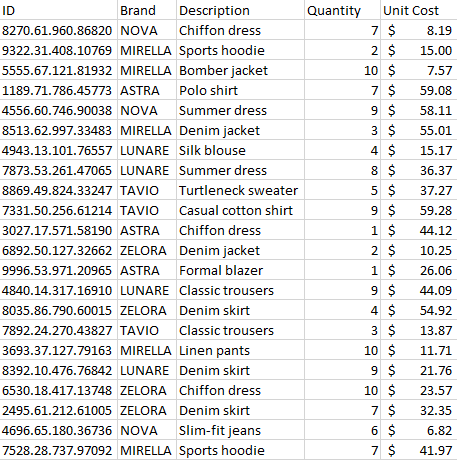 ID Brand Description Quantity Unit Cost
8270.61.960.86820 NOVA Chiffon dress 7 $ 8.19
9322.31.408.10769 MIRELLA Sports hoodie 2 $ 15.00
5555.67.121.81932 MIRELLA Bomber jacket 10 $ 7.57
1189.71.786.45773 ASTRA Polo shirt 7 $ 59.08
4556.60.746.90038 NOVA Summer dress 9 $ 58.11
8513.62.997.33483 MIRELLA Denim jacket 3 $ 55.01
4943.13.101.76557 LUNARE Silk blouse 4 $ 15.17
7873.53.261.47065 LUNARE Summer dress 8 $ 36.37
8869.49.824.33247 TAVIO Turtleneck sweater 5 $ 37.27
7331.50.256.61214 TAVIO Casual cotton shirt 9 $ 59.28
3027.17.571.58190 ASTRA Chiffon dress 1 $ 44.12
6892.50.127.32662 ZELORA Denim jacket 2 $ 10.25
9996.53.971.20965 ASTRA Formal blazer 1 $ 26.06
4840.14.317.16910 LUNARE Classic trousers 9 $ 44.09
8035.86.790.60015 ZELORA Denim skirt 4 $ 54.92
7892.24.270.43827 TAVIO Classic trousers 3 $ 13.87
3693.37.127.79163 MIRELLA Linen pants 10 $ 11.71
8392.10.476.76842 LUNARE Denim skirt 9 $ 21.76
6530.18.417.13748 ZELORA Chiffon dress 10 $ 23.57
2495.61.212.61005 ZELORA Denim skirt 7 $ 32.35
4696.65.180.36736 NOVA Slim-fit jeans 6 $ 6.82
7528.28.737.97092 MIRELLA Sports hoodie 7 $ 41.97